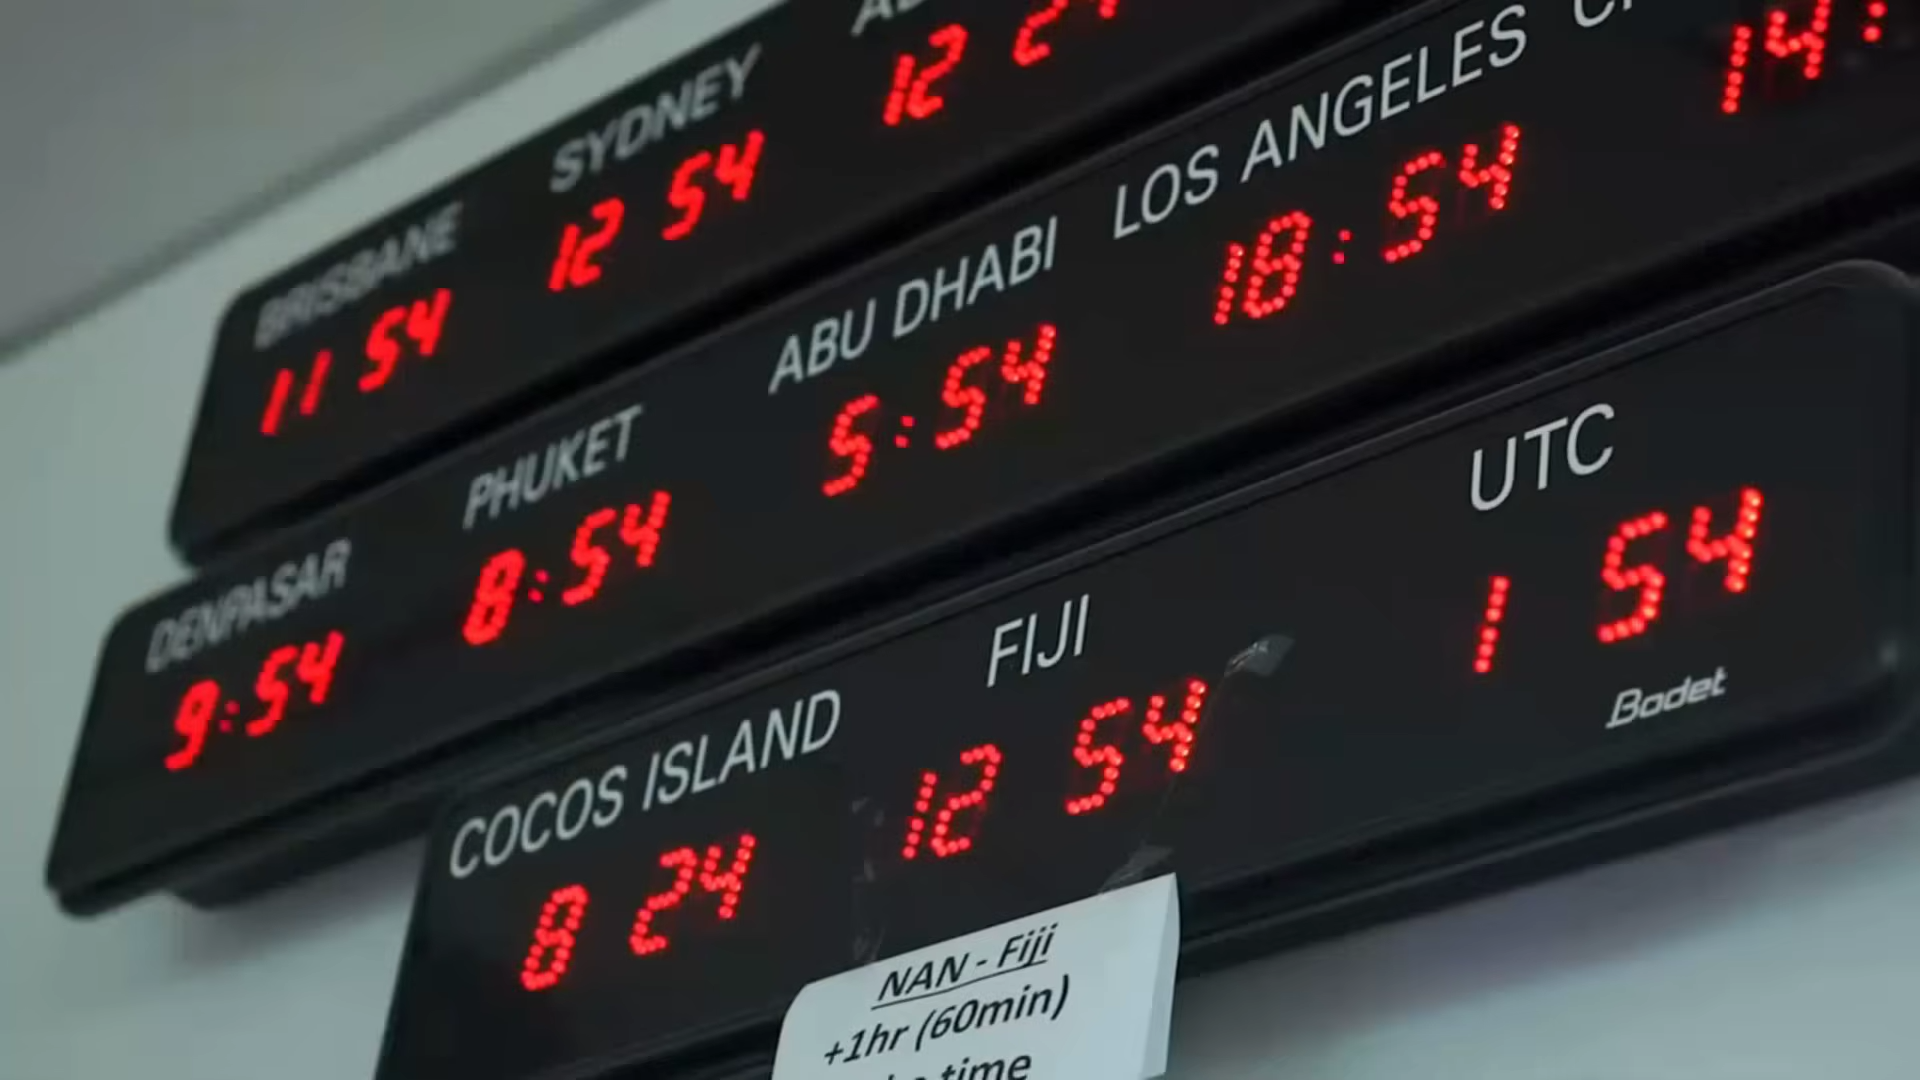 SYDNEY
12 54
BRISBANE
11 54
LOS ANGELES
18:54
ABU DHABI
5:54
PHUKET
8:54
DENPASAR
9:54
UTC
1 54
Bodet
FIJI
12 54
COCOS ISLAND
8 24
NAN - Fiji
+1hr (60min)
time